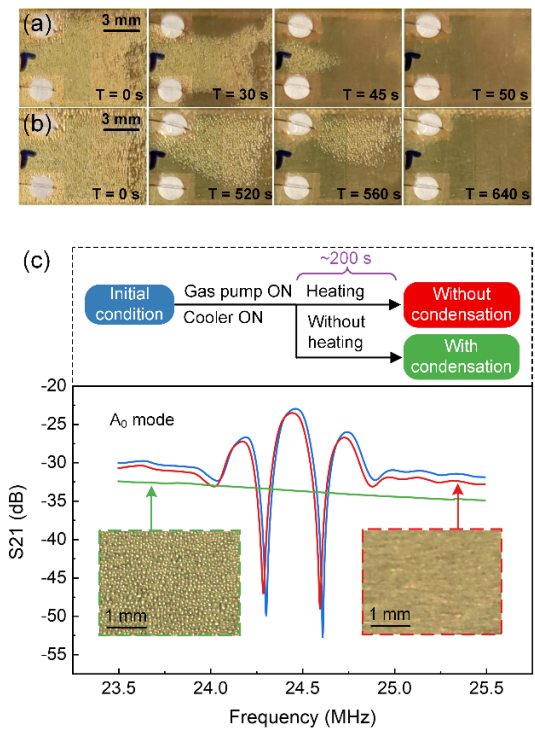 (a)
3 mm
T = 0 s
T = 30 s
T = 45 s
T = 50 s
(b)
3 mm
T = 0 s
T = 520 s
T = 560 s
T = 640 s
(c)
~200 s
Initial
condition
Gas pump ON
Cooler ON
Heating
Without
heating
Without
condensation
With
condensation
A0 mode
S21 (dB)
-20
-25
-30
-35
-40
-45
-50
-55
1 mm
1 mm
23.5
24.0
24.5
25.0
25.5
Frequency (MHz)